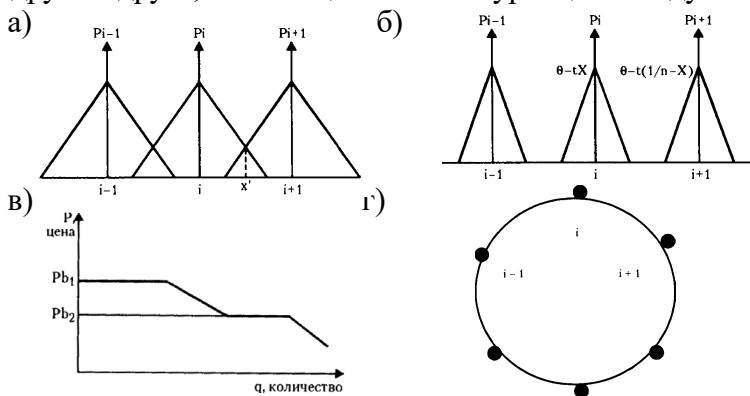 а)
б)
Pi−1 Pi Pi+1
Pi−1 Pi Pi+1
θ−tX θ−t(1/n−X)
i−1 i x' i+1
i−1 i i+1
в)
г)
P,
цена
Pb₁
Pb₂
q, количество
i
i − 1 i + 1